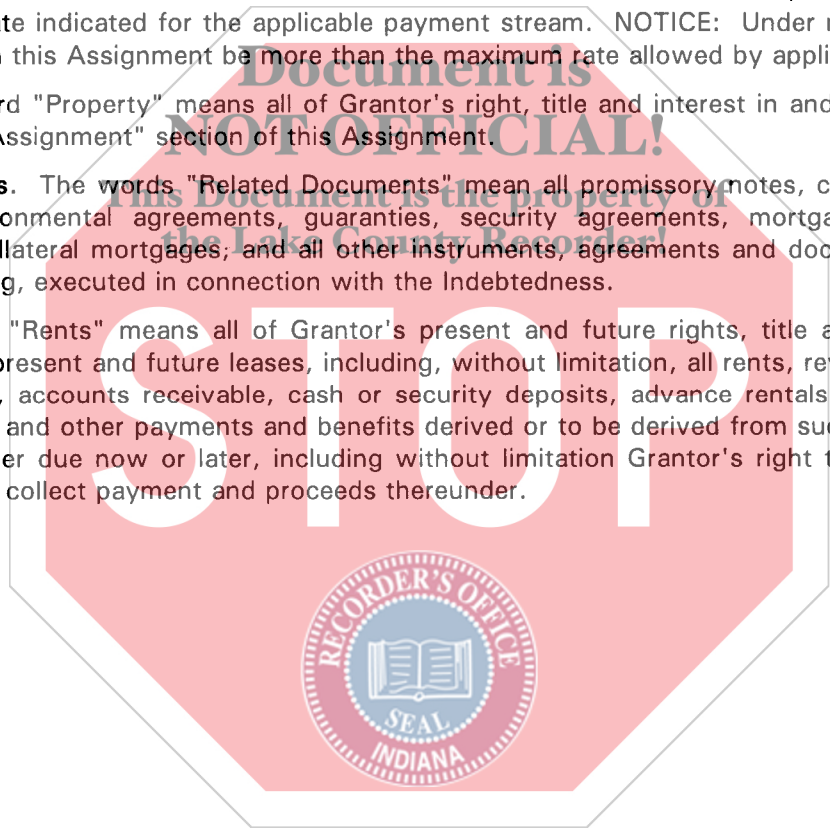 te indicated for the applicable payment stream. NOTICE: Under
this Assignment be more than the maximum rate allowed by appli
Document is
rd "Property" means all of Grantor's right, title and interest in and
Assignment" section of this Assignment.
NOT OFFICIAL!
s. The words "Related Documents" mean all promissory notes, c
This Document is the property of
onmental agreements, guaranties, security agreements, mortga
the Lake County Recorder!
llateral mortgages, and all other instruments, agreements and doc
g, executed in connection with the Indebtedness.
"Rents" means all of Grantor's present and future rights, title a
present and future leases, including, without limitation, all rents, re
, accounts receivable, cash or security deposits, advance rentals
and other payments and benefits derived or to be derived from su
er due now or later, including without limitation Grantor's right t
collect payment and proceeds thereunder.
STOP
RECORDER'S OFFICE
SEAL
INDIANA